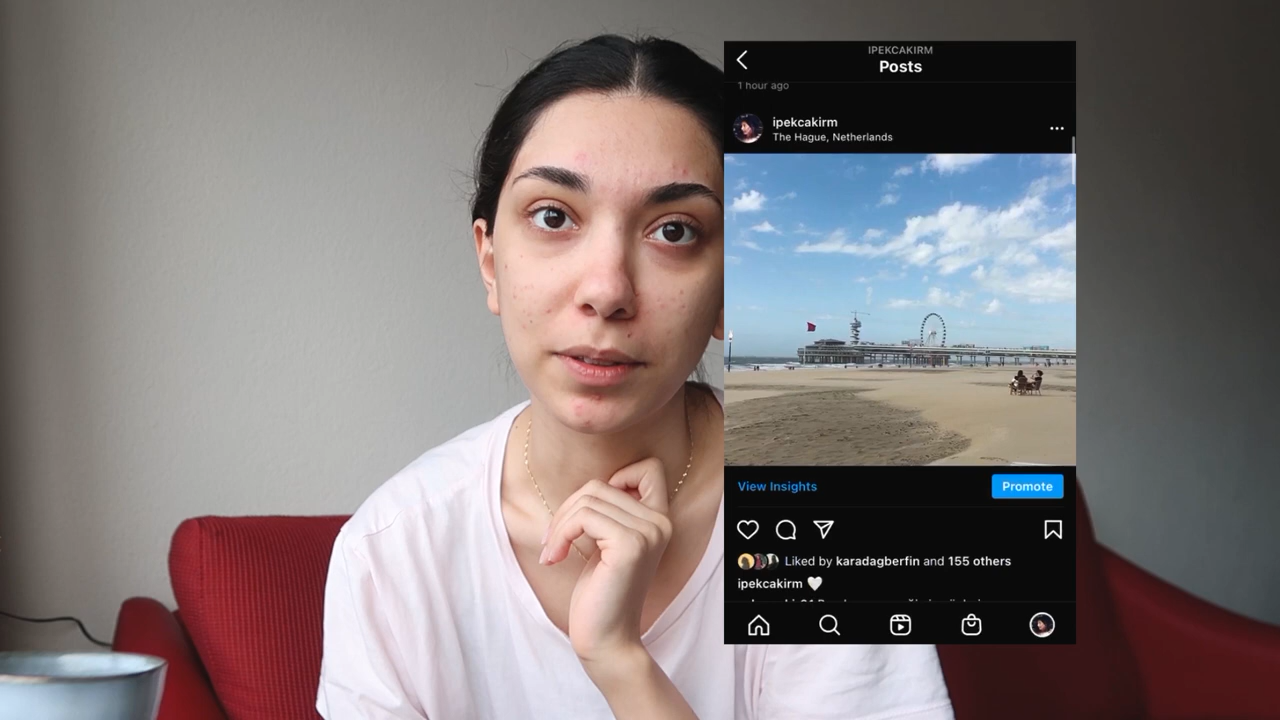 IPEKCAKIRM
Posts
1 hour ago
ipekcakirm
The Hague, Netherlands
View Insights
Promote
Liked by karadagberfin and 155 others
ipekcakirm 🤍